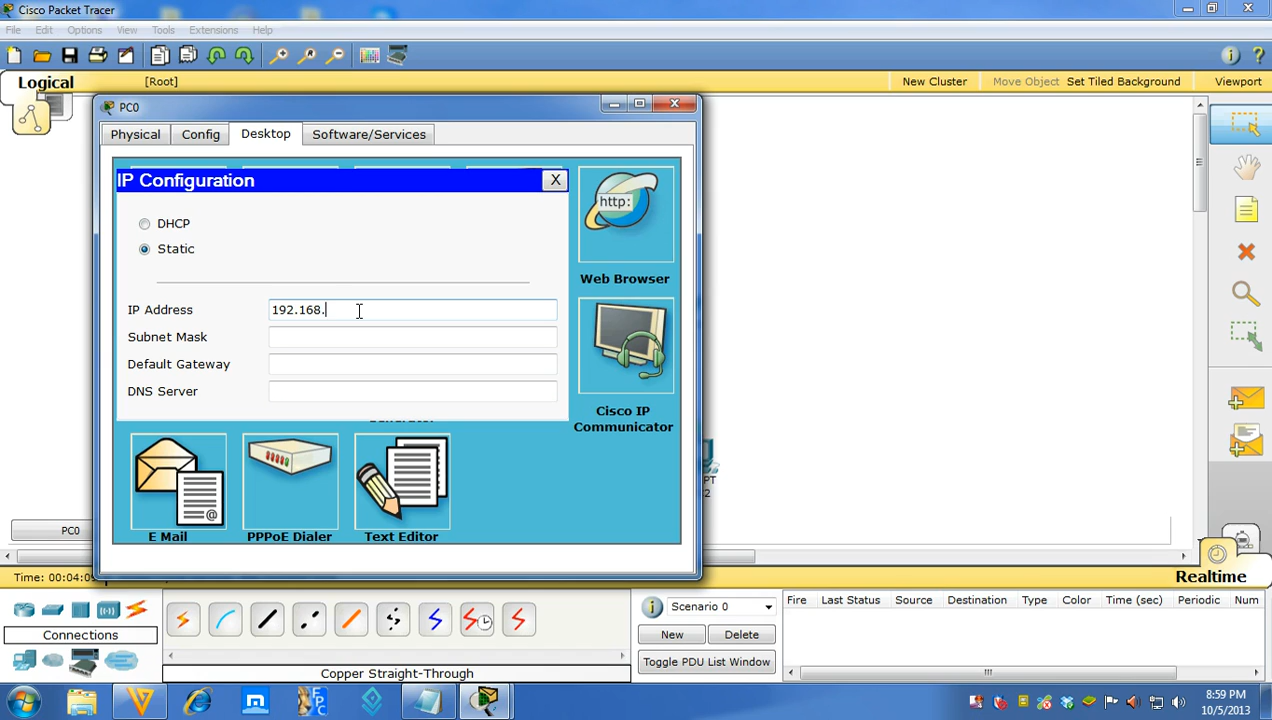 Cisco Packet Tracer
File Edit Options View Tools Extensions Help
Logical
[Root]
New Cluster
Move Object
Set Tiled Background
Viewport
PC0
Physical
Config
Desktop
Software/Services
IP Configuration
X
http:
DHCP
Static
Web Browser
IP Address
192.168.
Subnet Mask
Default Gateway
DNS Server
Cisco IP
Communicator
PT
2
@
E Mail
PPPoE Dialer
Text Editor
PC0
Time: 00:04:09
Realtime
Scenario 0
Fire Last Status Source Destination Type Color Time (sec) Periodic Num
New
Delete
Connections
Toggle PDU List Window
Copper Straight-Through
8:59 PM
10/5/2013